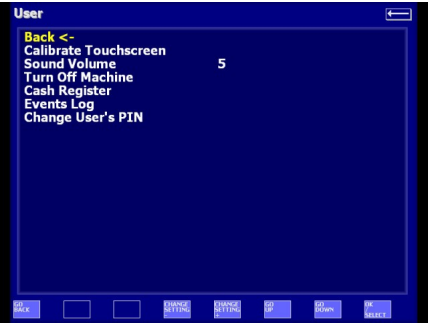 User
Back <-
Calibrate Touchscreen
Sound Volume 5
Turn Off Machine
Cash Register
Events Log
Change User's PIN
GO BACK
CHANGE SETTING -
CHANGE SETTING +
GO UP
GO DOWN
OK / SELECT